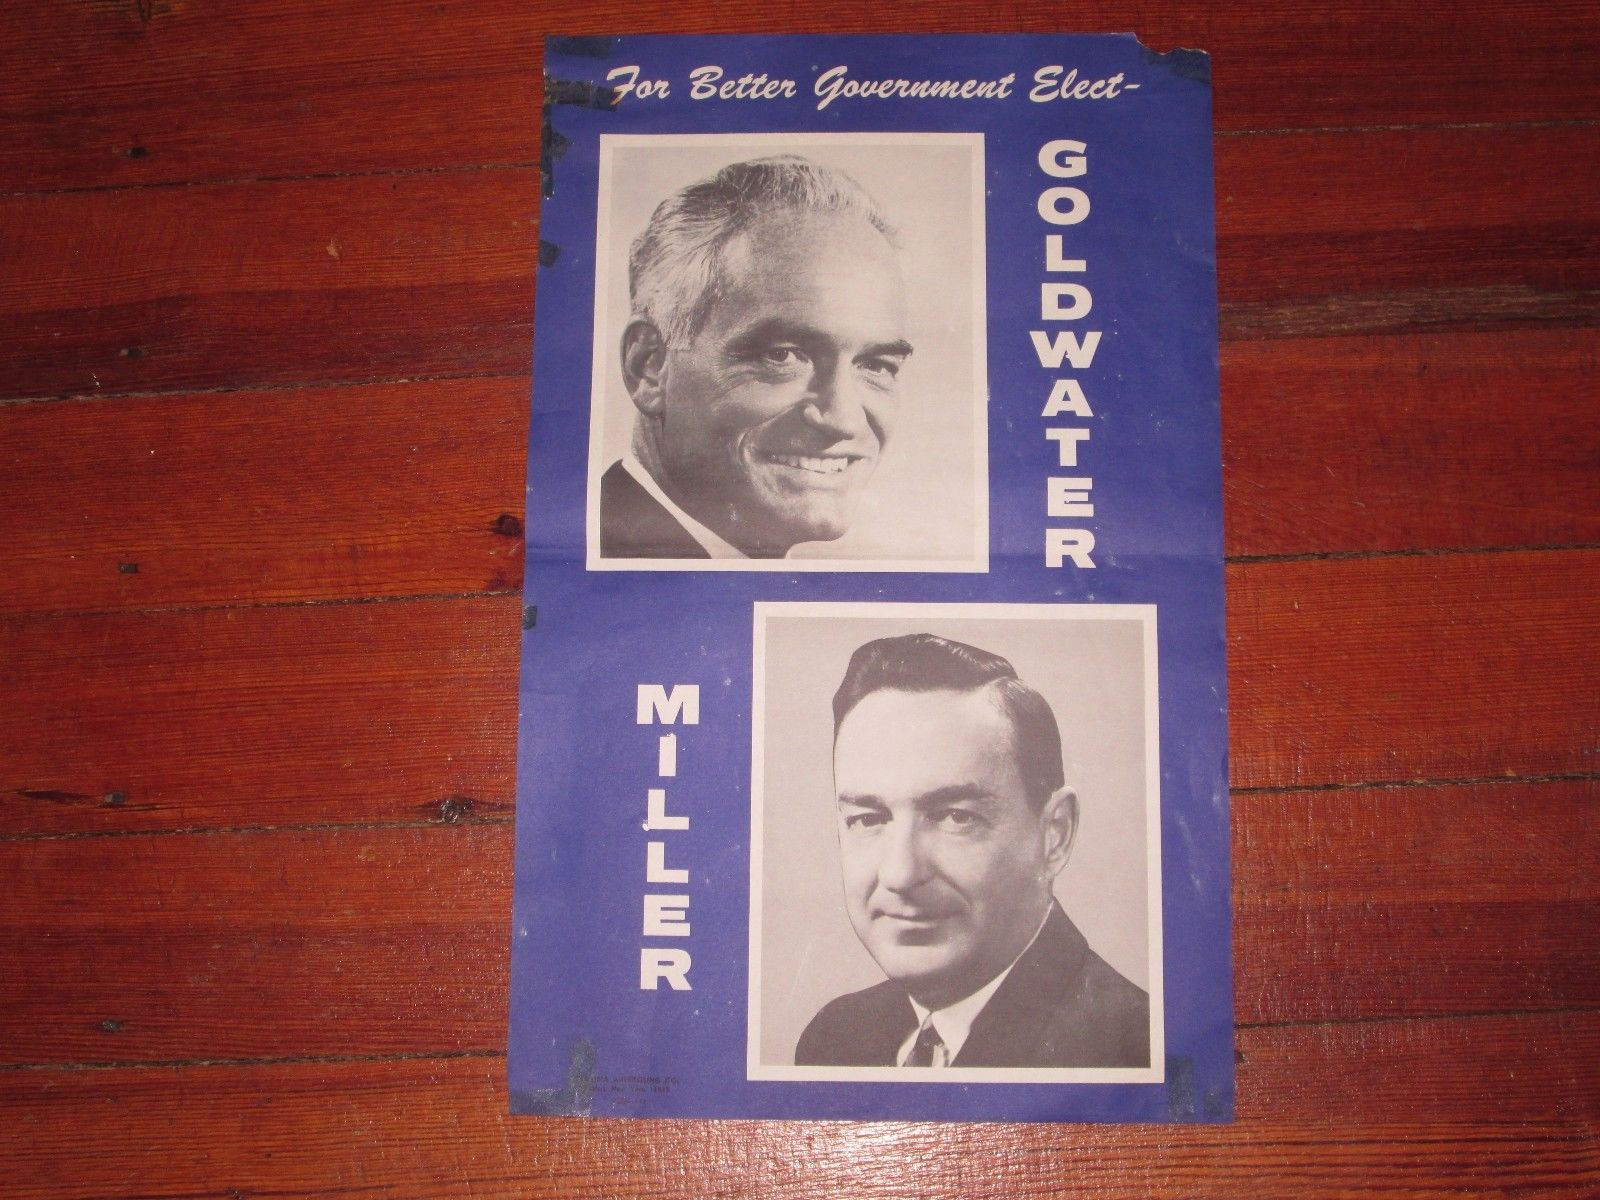 For Better Government Elect-
GOLDWATER
MILLER